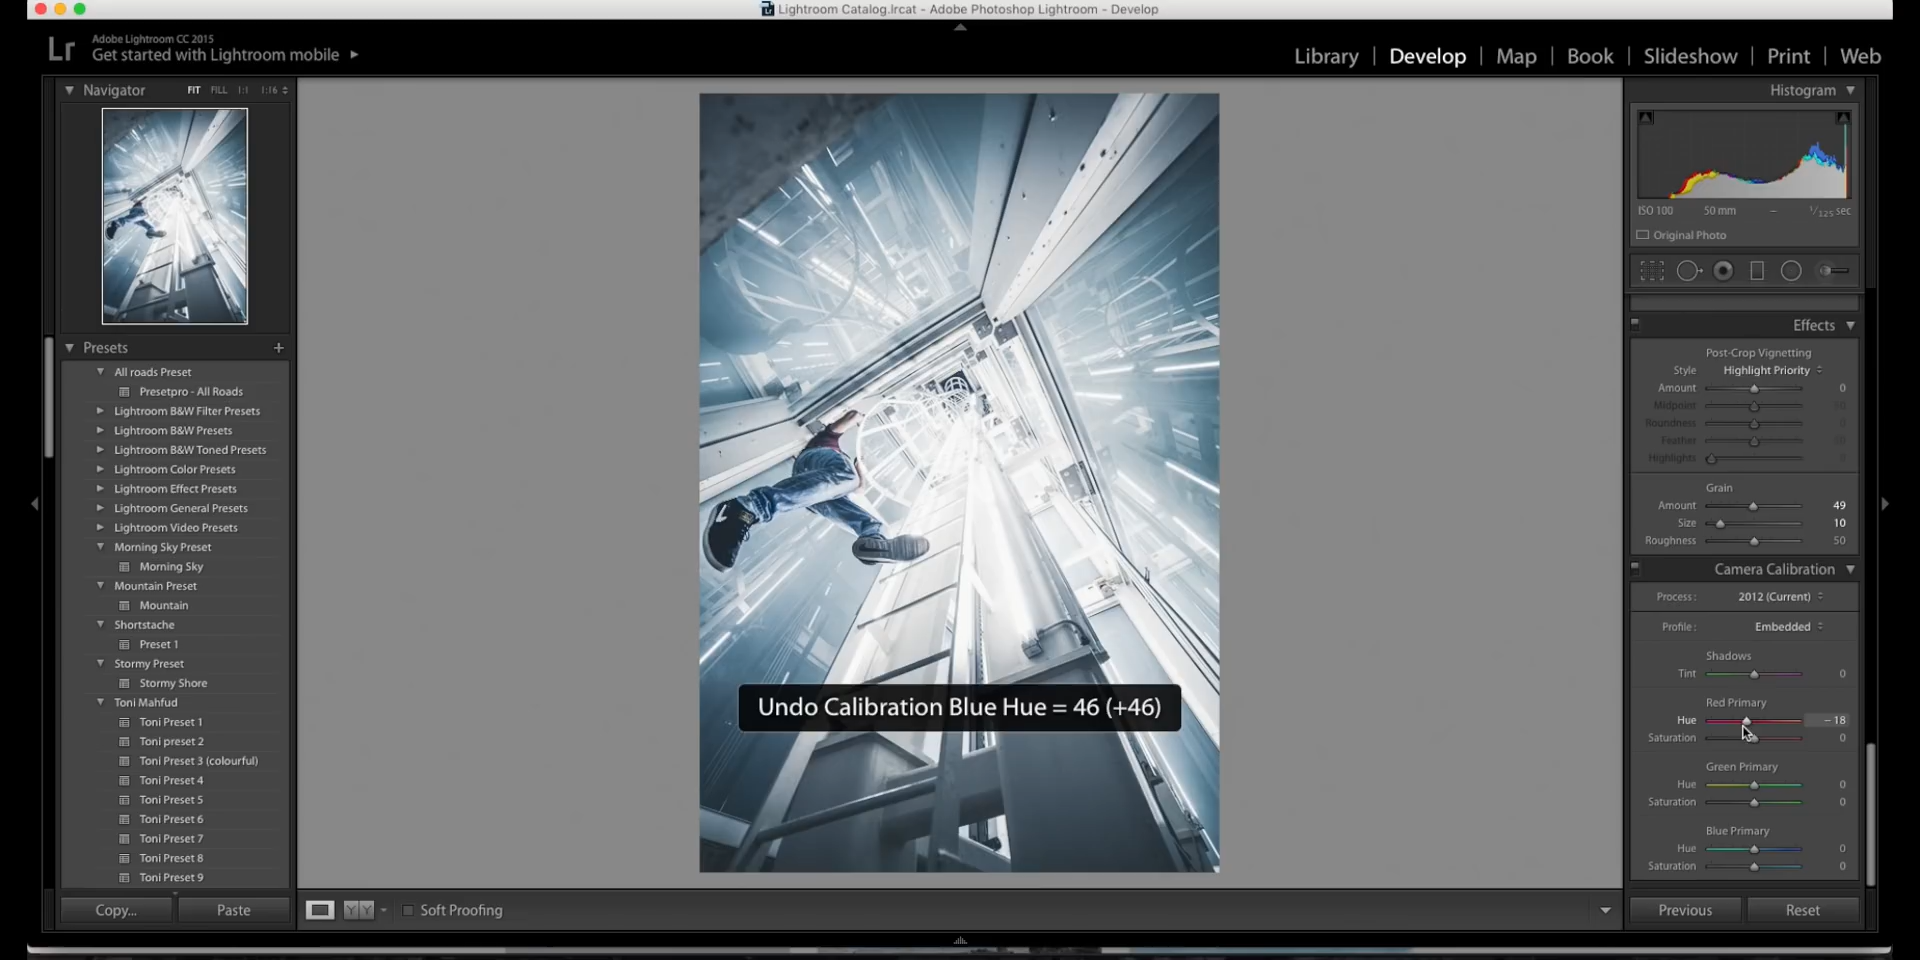 Lightroom Catalog.lrcat - Adobe Photoshop Lightroom - Develop
Lr
Adobe Lightroom CC 2015
Get started with Lightroom mobile
Library | Develop | Map | Book | Slideshow | Print | Web
Navigator FIT FILL 1:1 1:16
Presets +
All roads Preset
Presetpro - All Roads
Lightroom B&W Filter Presets
Lightroom B&W Presets
Lightroom B&W Toned Presets
Lightroom Color Presets
Lightroom Effect Presets
Lightroom General Presets
Lightroom Video Presets
Morning Sky Preset
Morning Sky
Mountain Preset
Mountain
Shortstache
Preset 1
Stormy Preset
Stormy Shore
Toni Mahfud
Toni Preset 1
Toni preset 2
Toni Preset 3 (colourful)
Toni Preset 4
Toni Preset 5
Toni Preset 6
Toni Preset 7
Toni Preset 8
Toni Preset 9
Copy... Paste
Undo Calibration Blue Hue = 46 (+46)
YY
Soft Proofing
Histogram
ISO 100 50 mm – 1/125 sec
Original Photo
Effects
Post-Crop Vignetting
Style Highlight Priority
Amount 0
Midpoint
Roundness
Feather
Highlights
Grain
Amount 49
Size 10
Roughness 50
Camera Calibration
Process : 2012 (Current)
Profile : Embedded
Shadows
Tint 0
Red Primary
Hue – 18
Saturation 0
Green Primary
Hue 0
Saturation 0
Blue Primary
Hue 0
Saturation 0
Previous Reset